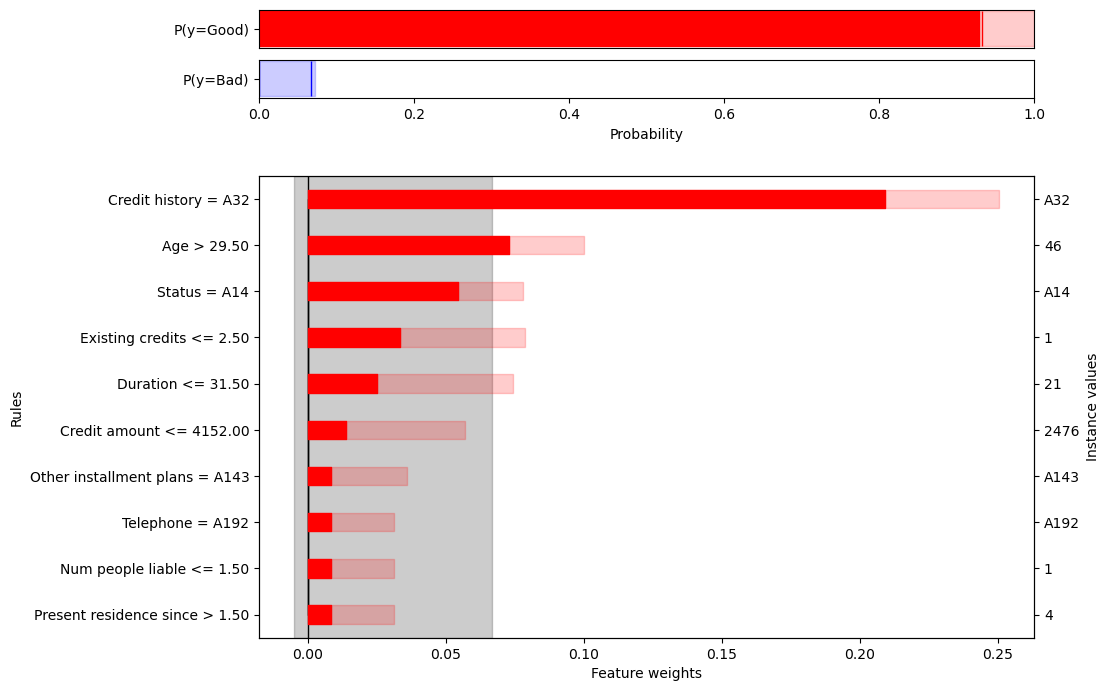 P(y=Good)
P(y=Bad)
0.0 0.2 0.4 0.6 0.8 1.0
Probability
Rules
Credit history = A32 A32
Age > 29.50 46
Status = A14 A14
Existing credits <= 2.50 1
Duration <= 31.50 21
Credit amount <= 4152.00 2476
Other installment plans = A143 A143
Telephone = A192 A192
Num people liable <= 1.50 1
Present residence since > 1.50 4
Instance values
0.00 0.05 0.10 0.15 0.20 0.25
Feature weights